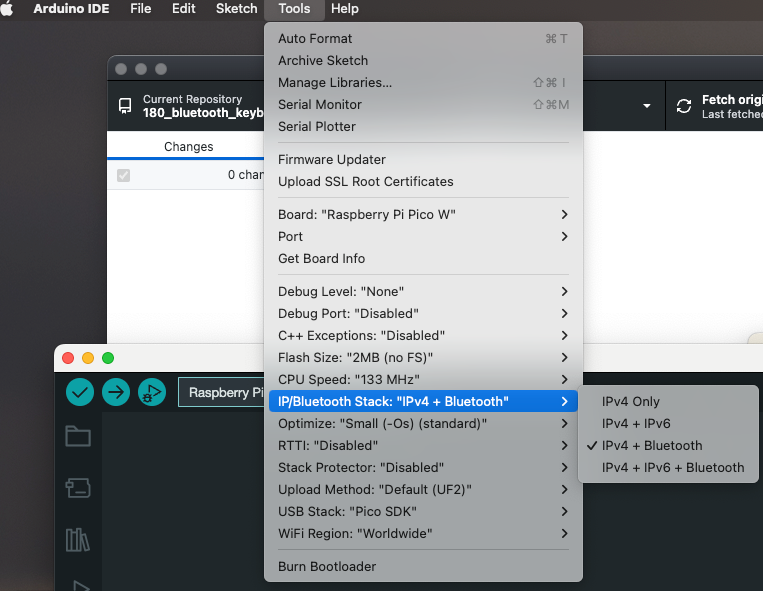 Arduino IDE File Edit Sketch Tools Help
Auto Format ⌘ T
Archive Sketch
Manage Libraries... ⇧⌘ I
Serial Monitor ⇧⌘M
Serial Plotter
Firmware Updater
Upload SSL Root Certificates
Board: "Raspberry Pi Pico W"
Port
Get Board Info
Debug Level: "None"
Debug Port: "Disabled"
C++ Exceptions: "Disabled"
Flash Size: "2MB (no FS)"
CPU Speed: "133 MHz"
IP/Bluetooth Stack: "IPv4 + Bluetooth"
Optimize: "Small (-Os) (standard)"
RTTI: "Disabled"
Stack Protector: "Disabled"
Upload Method: "Default (UF2)"
USB Stack: "Pico SDK"
WiFi Region: "Worldwide"
Burn Bootloader
IPv4 Only
IPv4 + IPv6
✓ IPv4 + Bluetooth
IPv4 + IPv6 + Bluetooth
Current Repository
180_bluetooth_keyb
Fetch origi
Last fetched
Changes
0 chan
Raspberry Pi